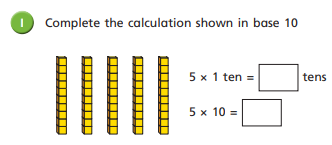 1 Complete the calculation shown in base 10
5 × 1 ten = tens
5 × 10 =